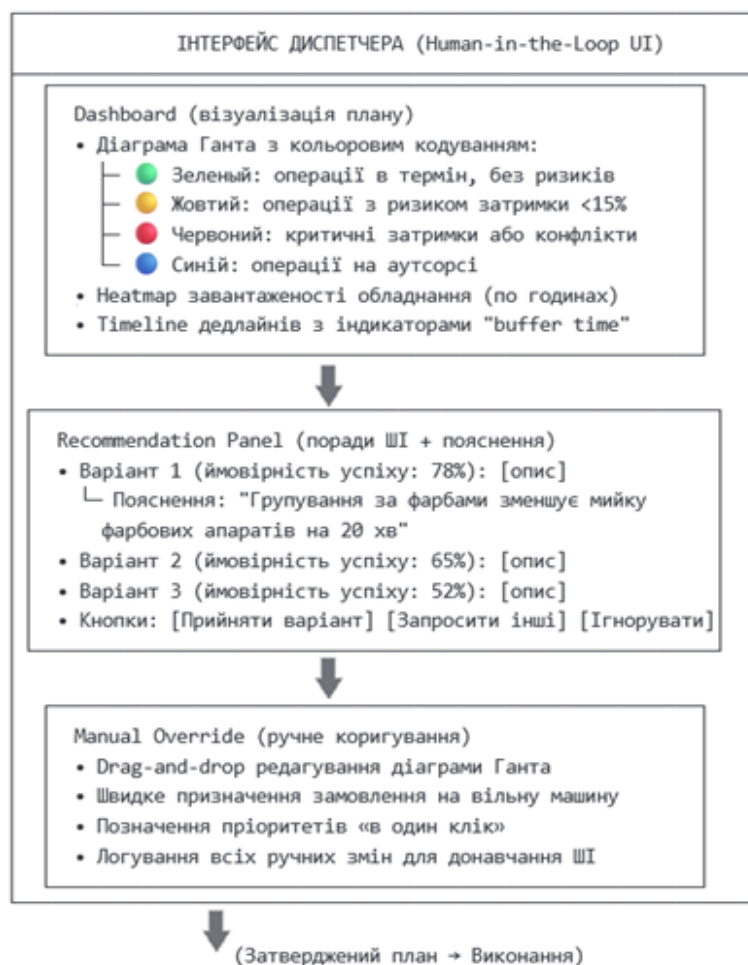 ІНТЕРФЕЙС ДИСПЕТЧЕРА (Human-in-the-Loop UI)
Dashboard (візуалізація плану)
• Діаграма Ганта з кольоровим кодуванням:
Зеленый: операції в термін, без ризиків
Жовтий: операції з ризиком затримки <15%
Червоний: критичні затримки або конфлікти
Синій: операції на аутсорсі
• Heatmap завантаженості обладнання (по годинах)
• Timeline дедлайнів з індикаторами "buffer time"
Recommendation Panel (поради ШІ + пояснення)
• Варіант 1 (ймовірність успіху: 78%): [опис]
Пояснення: "Групування за фарбами зменшує мийку
фарбових апаратів на 20 хв"
• Варіант 2 (ймовірність успіху: 65%): [опис]
• Варіант 3 (ймовірність успіху: 52%): [опис]
• Кнопки: [Прийняти варіант] [Запросити інші] [Ігнорувати]
Manual Override (ручне коригування)
• Drag-and-drop редагування діаграми Ганта
• Швидке призначення замовлення на вільну машину
• Позначення пріоритетів «в один клік»
• Логування всіх ручних змін для донавчання ШІ
(Затверджений план → Виконання)